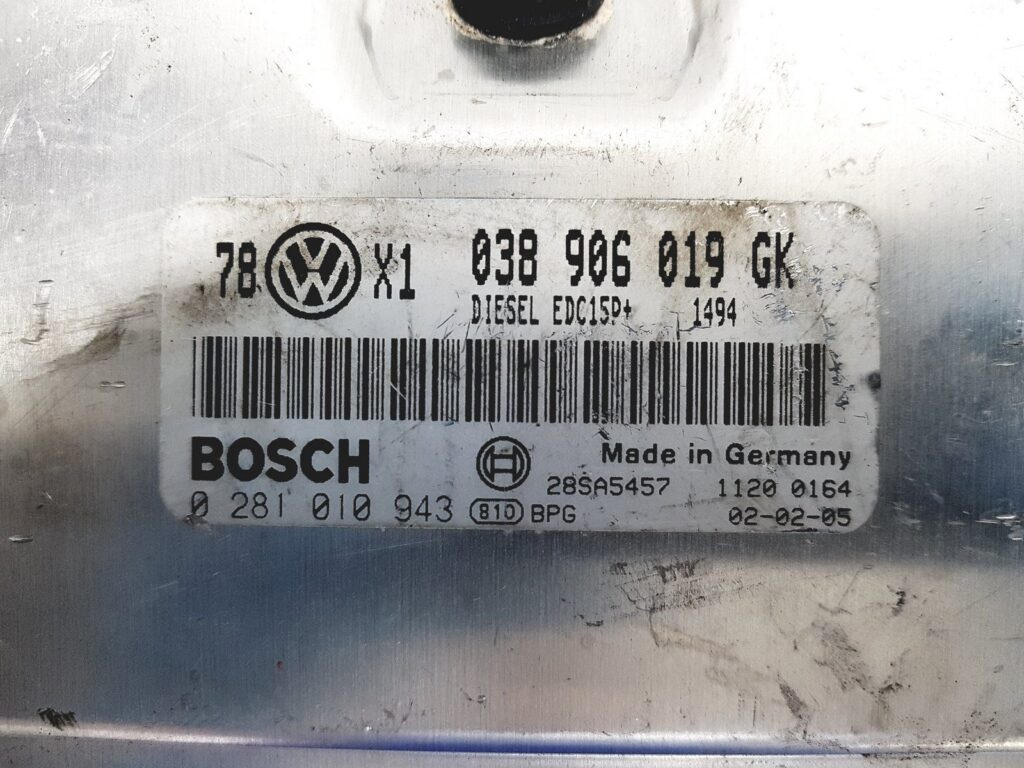 78 VW X1 038 906 019 GK
DIESEL EDC15P+ 1494
BOSCH
Made in Germany
28SA5457 1120 0164
0 281 010 943 810 BPG 02-02-05